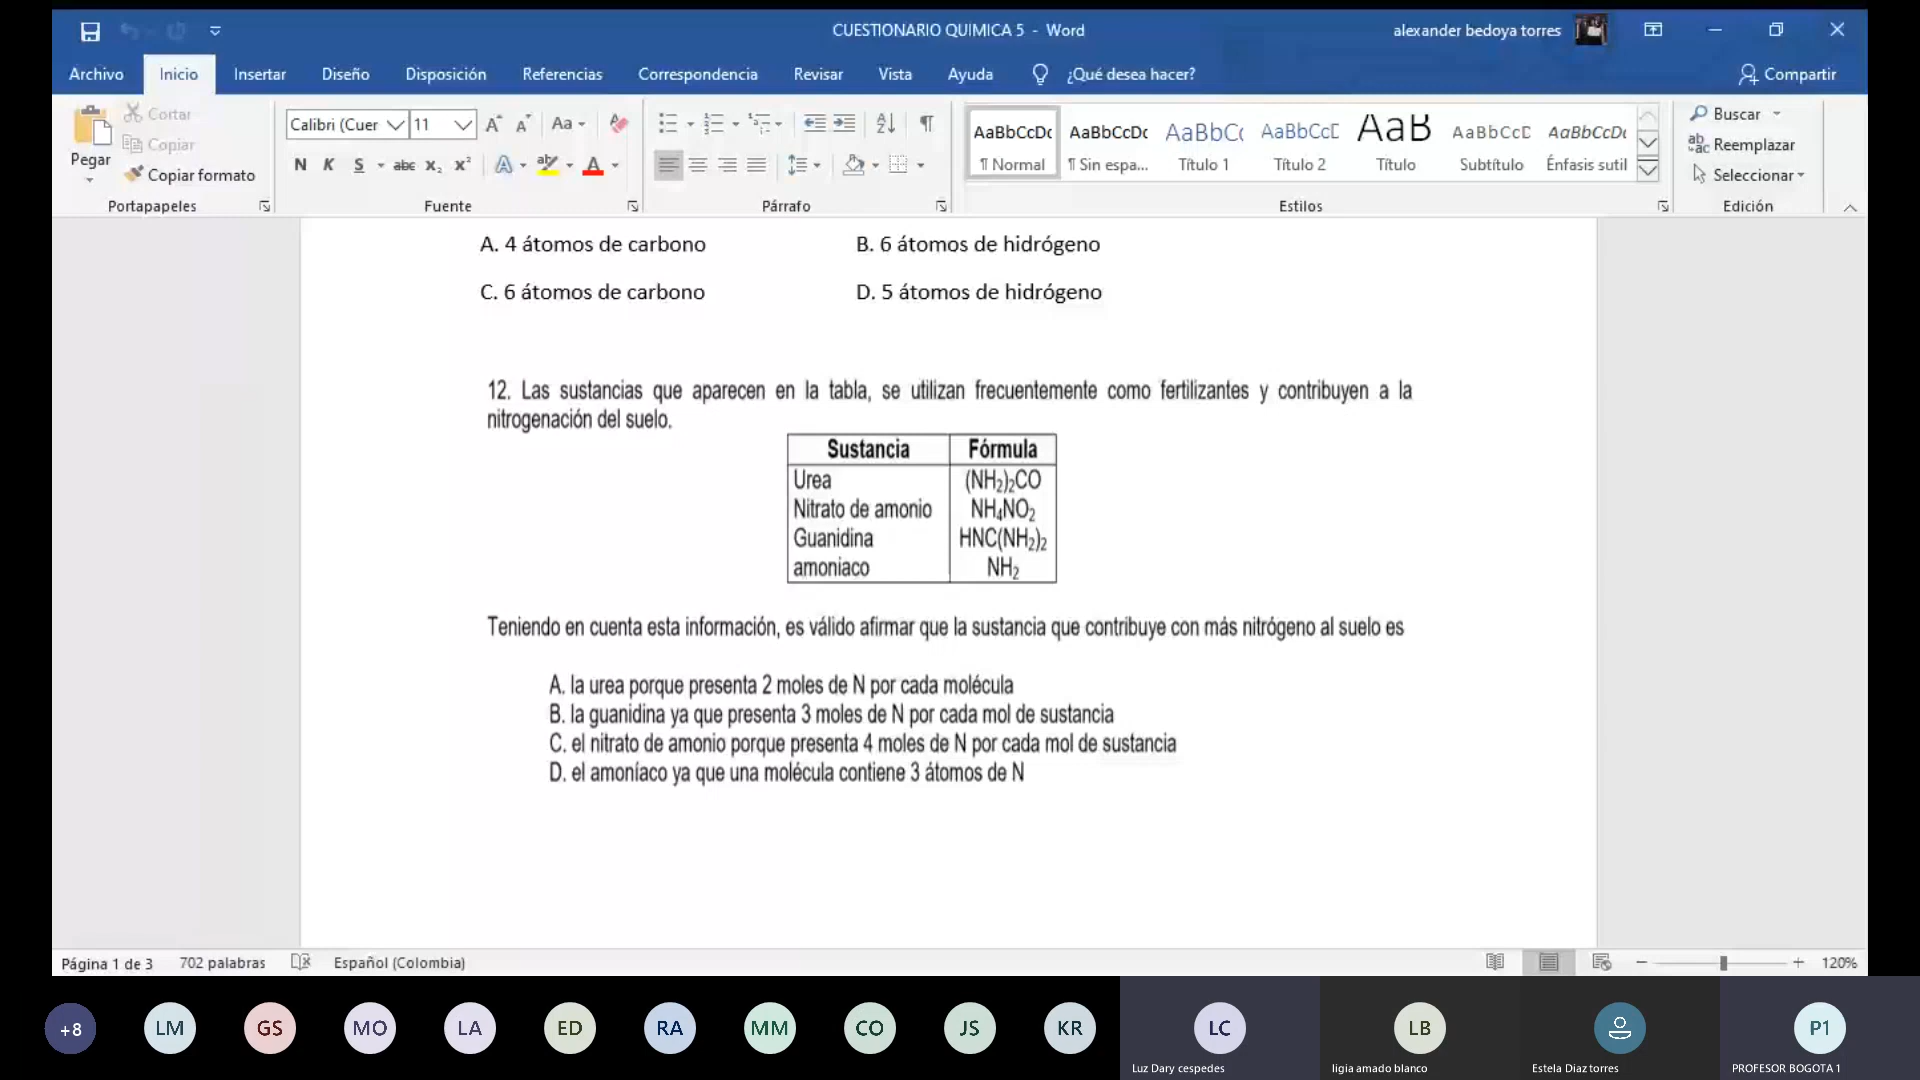 CUESTIONARIO QUIMICA 5 - Word
alexander bedoya torres
Archivo Inicio Insertar Diseño Disposición Referencias Correspondencia Revisar Vista Ayuda ¿Qué desea hacer? Compartir
Pegar
Cortar
Copiar
Copiar formato
Portapapeles
Calibri (Cuer 11 Aa
N K S abc x₂ x² A aby A
Fuente
Párrafo
AaBbCcDc AaBbCcDc AaBbC AaBbCcD AaB AaBbCcD AaBbCcDc
¶ Normal ¶ Sin espa... Título 1 Título 2 Título Subtítulo Énfasis sutil
Estilos
Buscar
Reemplazar
Seleccionar
Edición
A. 4 átomos de carbono B. 6 átomos de hidrógeno
C. 6 átomos de carbono D. 5 átomos de hidrógeno
12. Las sustancias que aparecen en la tabla, se utilizan frecuentemente como fertilizantes y contribuyen a la
nitrogenación del suelo.
Sustancia Fórmula
Urea (NH₂)₂CO
Nitrato de amonio NH₄NO₂
Guanidina HNC(NH₂)₂
amoniaco NH₂
Teniendo en cuenta esta información, es válido afirmar que la sustancia que contribuye con más nitrógeno al suelo es
A. la urea porque presenta 2 moles de N por cada molécula
B. la guanidina ya que presenta 3 moles de N por cada mol de sustancia
C. el nitrato de amonio porque presenta 4 moles de N por cada mol de sustancia
D. el amoníaco ya que una molécula contiene 3 átomos de N
Página 1 de 3 702 palabras Español (Colombia) 120%
+8 LM GS MO LA ED RA MM CO JS KR LC LB P1
Luz Dary cespedes ligia amado blanco Estela Diaz torres PROFESOR BOGOTA 1